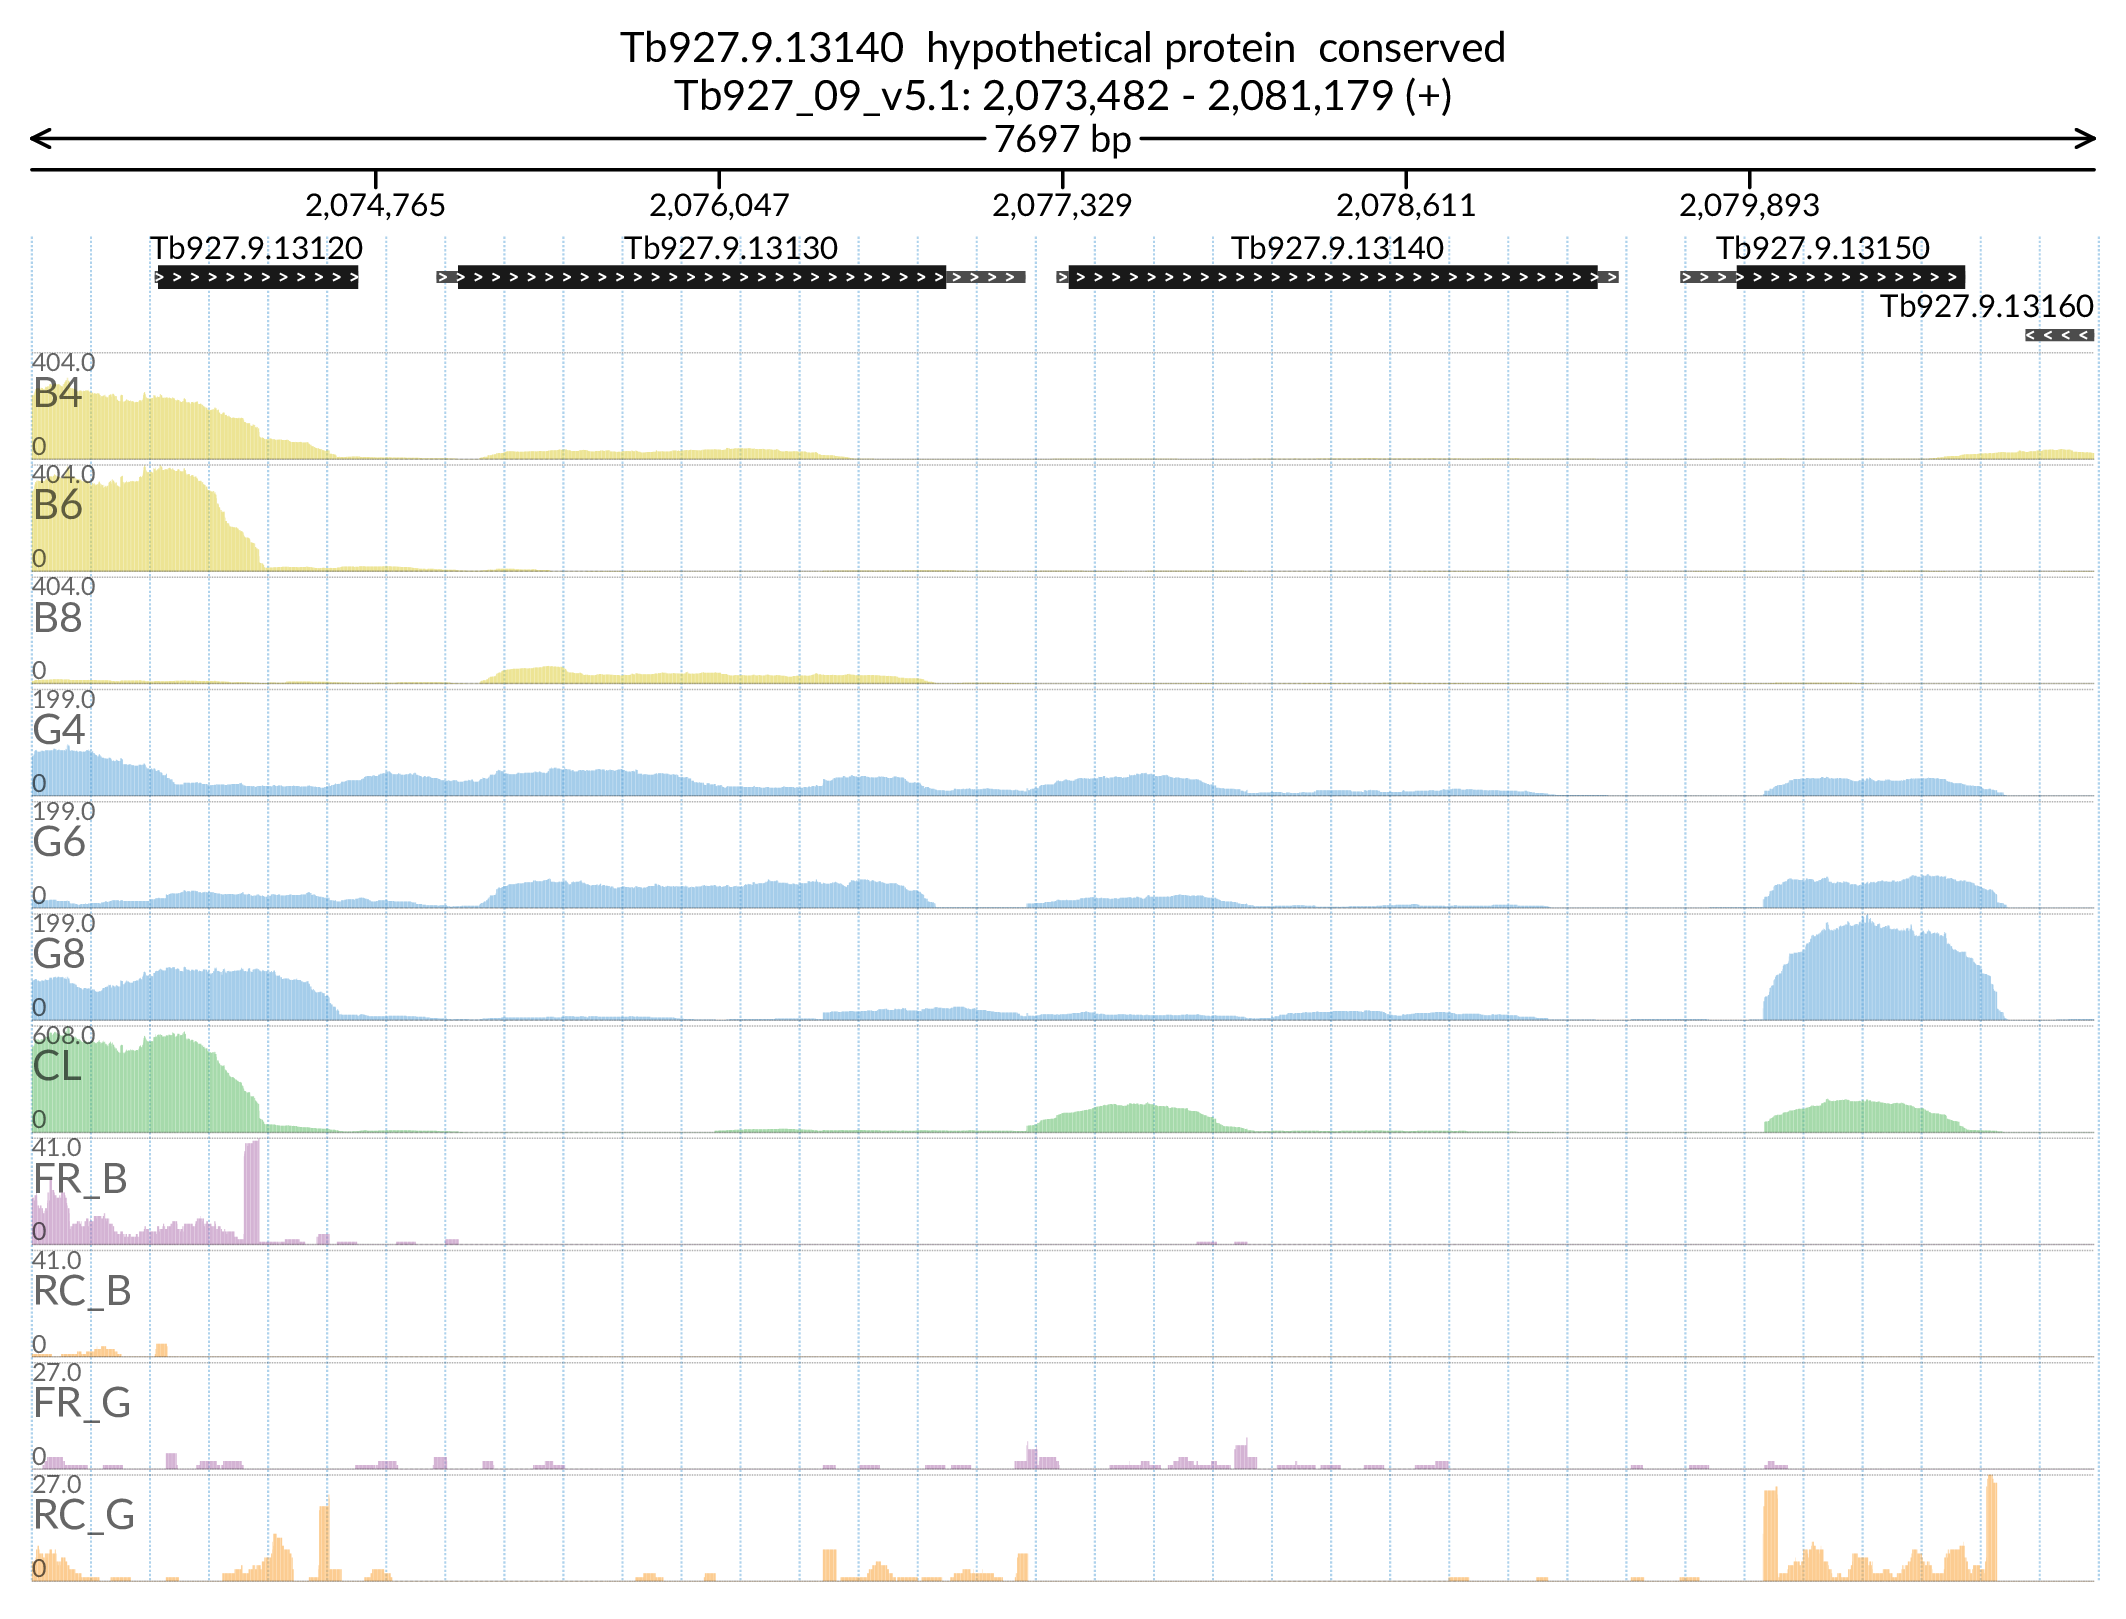 Tb927.9.13140  hypothetical protein  conserved
Tb927_09_v5.1: 2,073,482 - 2,081,179 (+)
7697 bp
2,074,765 2,076,047 2,077,329 2,078,611 2,079,893
Tb927.9.13120 Tb927.9.13130 Tb927.9.13140 Tb927.9.13150
Tb927.9.13160
404.0
B4
0
404.0
B6
0
404.0
B8
0
199.0
G4
0
199.0
G6
0
199.0
G8
0
608.0
CL
0
41.0
FR_B
0
41.0
RC_B
0
27.0
FR_G
0
27.0
RC_G
0